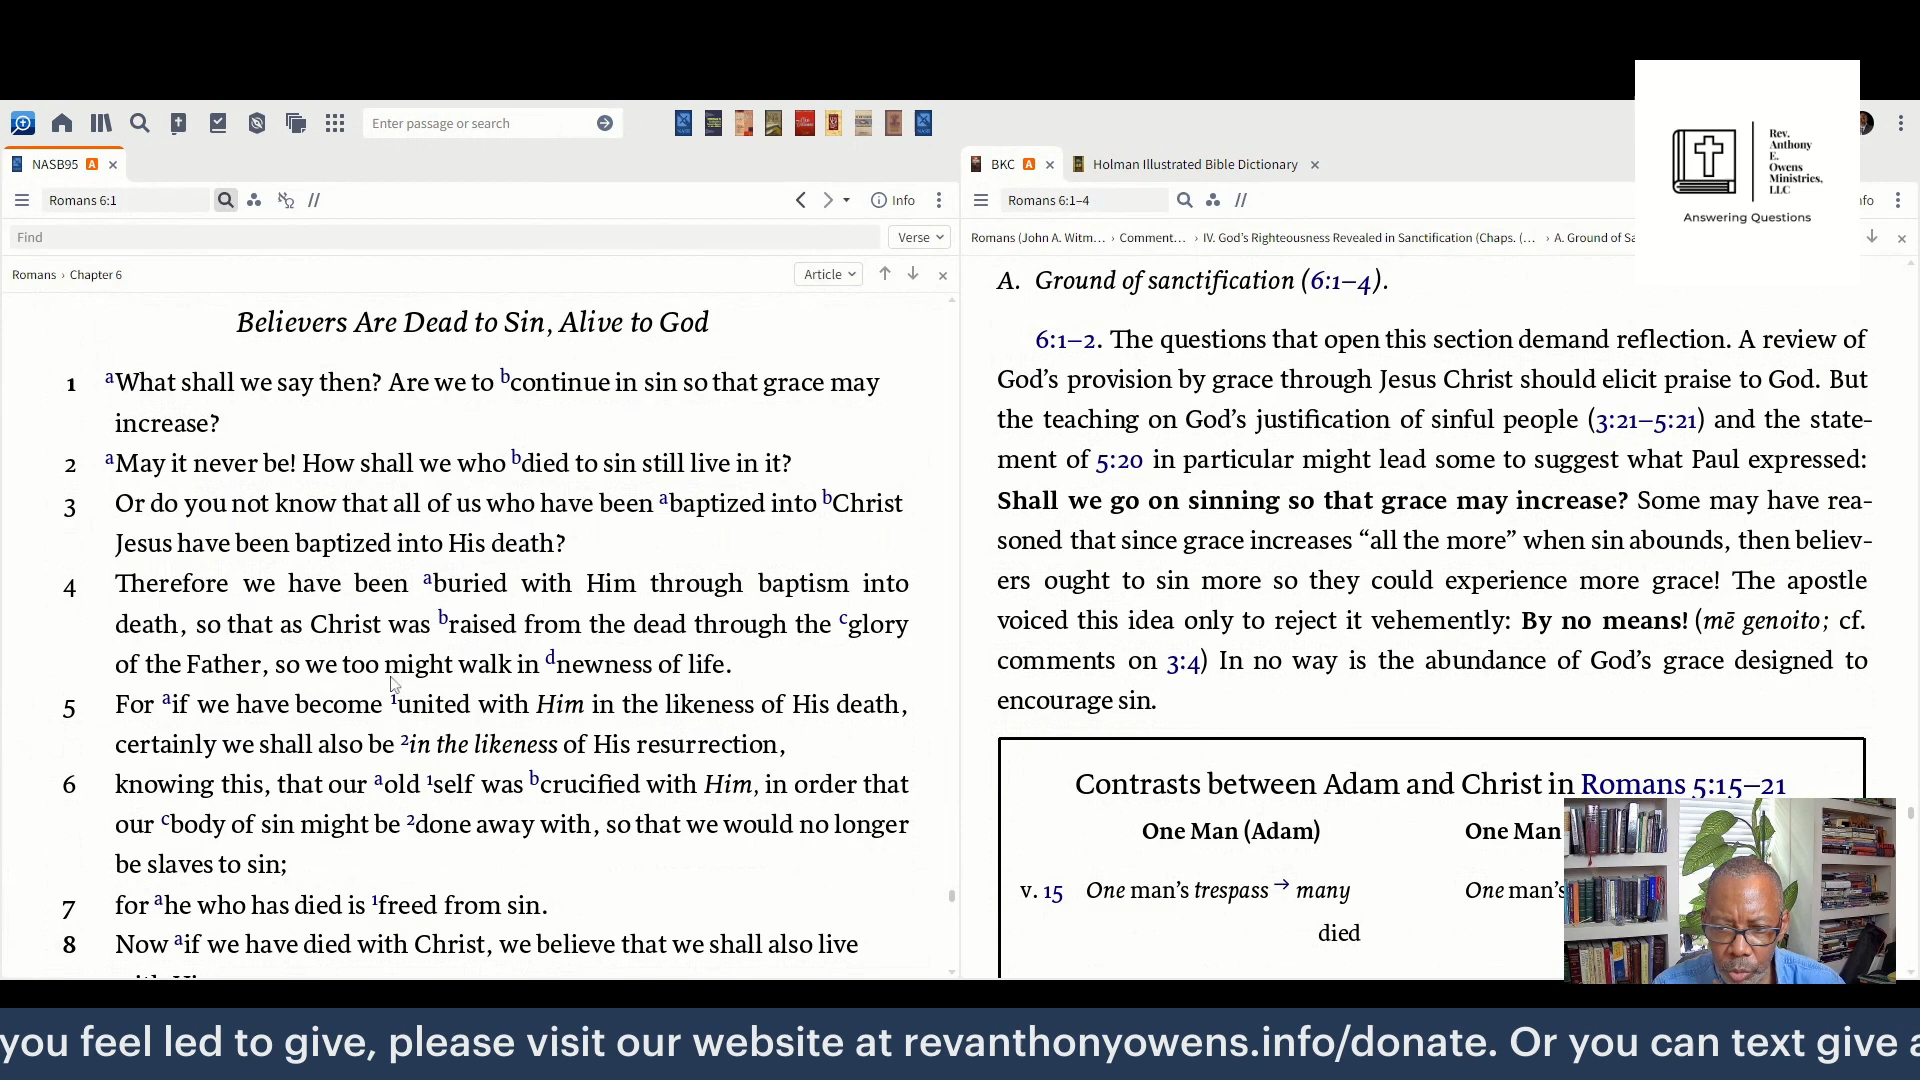 Enter passage or search
NASB95 A
Romans 6:1
Info
Find
Verse
Romans › Chapter 6
Article
Believers Are Dead to Sin, Alive to God
1 aWhat shall we say then? Are we to bcontinue in sin so that grace may
increase?
2 aMay it never be! How shall we who bdied to sin still live in it?
3 Or do you not know that all of us who have been abaptized into bChrist
Jesus have been baptized into His death?
4 Therefore we have been aburied with Him through baptism into
death, so that as Christ was braised from the dead through the cglory
of the Father, so we too might walk in dnewness of life.
5 For aif we have become 1united with Him in the likeness of His death,
certainly we shall also be 2in the likeness of His resurrection,
6 knowing this, that our aold 1self was bcrucified with Him, in order that
our cbody of sin might be 2done away with, so that we would no longer
be slaves to sin;
7 for ahe who has died is 1freed from sin.
8 Now aif we have died with Christ, we believe that we shall also live
BKC A
Holman Illustrated Bible Dictionary
Romans 6:1–4
nfo
Romans (John A. Witm... › Comment... › IV. God's Righteousness Revealed in Sanctification (Chaps. (... › A. Ground of Sa
A. Ground of sanctification (6:1–4).
6:1–2. The questions that open this section demand reflection. A review of
God's provision by grace through Jesus Christ should elicit praise to God. But
the teaching on God's justification of sinful people (3:21–5:21) and the state-
ment of 5:20 in particular might lead some to suggest what Paul expressed:
Shall we go on sinning so that grace may increase? Some may have rea-
soned that since grace increases “all the more” when sin abounds, then believ-
ers ought to sin more so they could experience more grace! The apostle
voiced this idea only to reject it vehemently: By no means! (mē genoito; cf.
comments on 3:4) In no way is the abundance of God's grace designed to
encourage sin.
Contrasts between Adam and Christ in Romans 5:15–21
One Man (Adam) One Man
v. 15 One man's trespass → many One man's
died
Rev.
Anthony
E.
Owens
Ministries,
LLC
Answering Questions
you feel led to give, please visit our website at revanthonyowens.info/donate. Or you can text give a